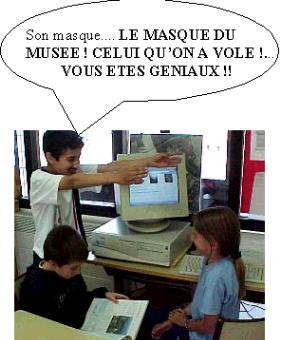 Son masque.... LE MASQUE DU
MUSEE ! CELUI QU'ON A VOLE !...
VOUS ETES GENIAUX !!